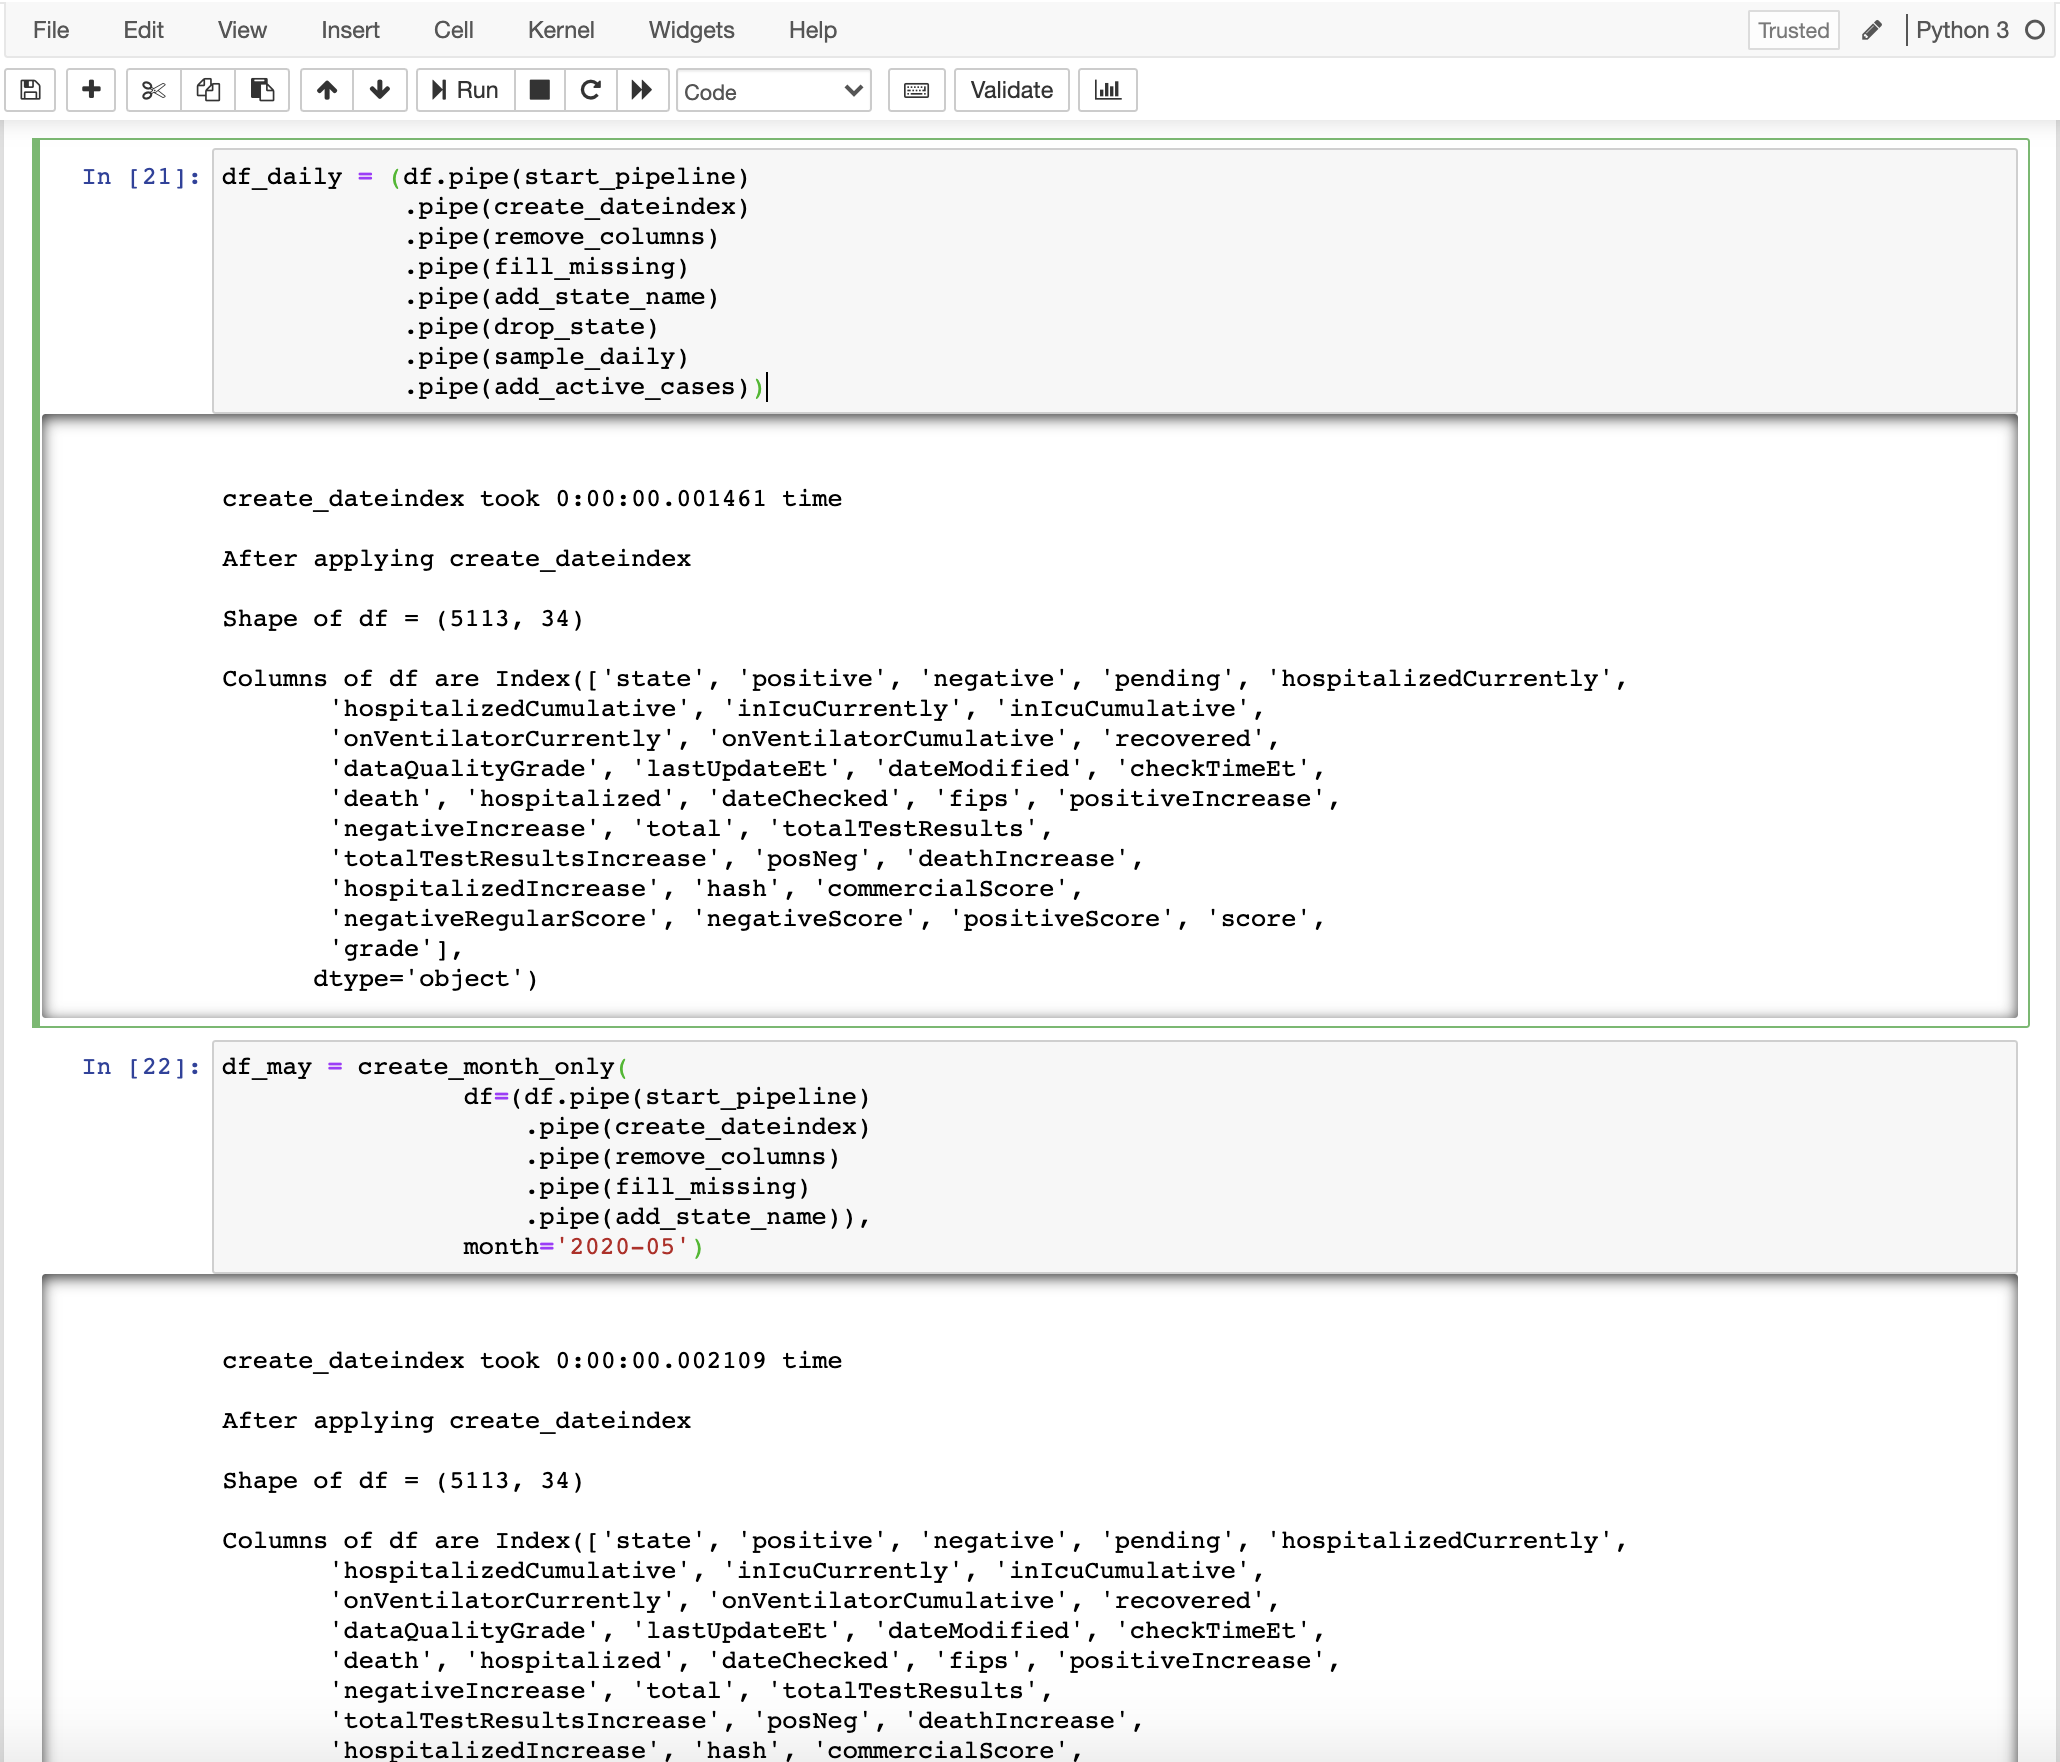 File Edit View Insert Cell Kernel Widgets Help Trusted Python 3
Run Code Validate
In [21]: df_daily = (df.pipe(start_pipeline)
.pipe(create_dateindex)
.pipe(remove_columns)
.pipe(fill_missing)
.pipe(add_state_name)
.pipe(drop_state)
.pipe(sample_daily)
.pipe(add_active_cases))
create_dateindex took 0:00:00.001461 time
After applying create_dateindex
Shape of df = (5113, 34)
Columns of df are Index(['state', 'positive', 'negative', 'pending', 'hospitalizedCurrently',
'hospitalizedCumulative', 'inIcuCurrently', 'inIcuCumulative',
'onVentilatorCurrently', 'onVentilatorCumulative', 'recovered',
'dataQualityGrade', 'lastUpdateEt', 'dateModified', 'checkTimeEt',
'death', 'hospitalized', 'dateChecked', 'fips', 'positiveIncrease',
'negativeIncrease', 'total', 'totalTestResults',
'totalTestResultsIncrease', 'posNeg', 'deathIncrease',
'hospitalizedIncrease', 'hash', 'commercialScore',
'negativeRegularScore', 'negativeScore', 'positiveScore', 'score',
'grade'],
dtype='object')
In [22]: df_may = create_month_only(
df=(df.pipe(start_pipeline)
.pipe(create_dateindex)
.pipe(remove_columns)
.pipe(fill_missing)
.pipe(add_state_name)),
month='2020-05')
create_dateindex took 0:00:00.002109 time
After applying create_dateindex
Shape of df = (5113, 34)
Columns of df are Index(['state', 'positive', 'negative', 'pending', 'hospitalizedCurrently',
'hospitalizedCumulative', 'inIcuCurrently', 'inIcuCumulative',
'onVentilatorCurrently', 'onVentilatorCumulative', 'recovered',
'dataQualityGrade', 'lastUpdateEt', 'dateModified', 'checkTimeEt',
'death', 'hospitalized', 'dateChecked', 'fips', 'positiveIncrease',
'negativeIncrease', 'total', 'totalTestResults',
'totalTestResultsIncrease', 'posNeg', 'deathIncrease',
'hospitalizedIncrease', 'hash', 'commercialScore',